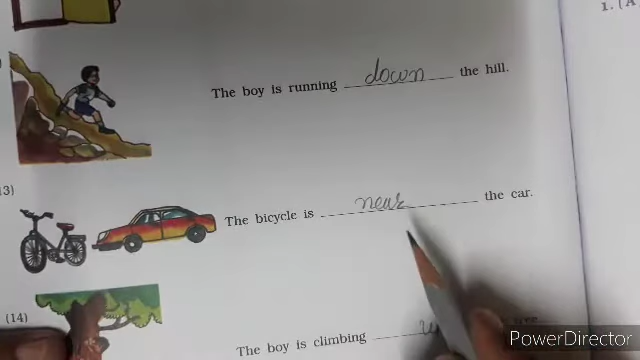 1. (A
The boy is running down the hill.
13)
The bicycle is near the car.
(14)
The boy is climbing
PowerDirector